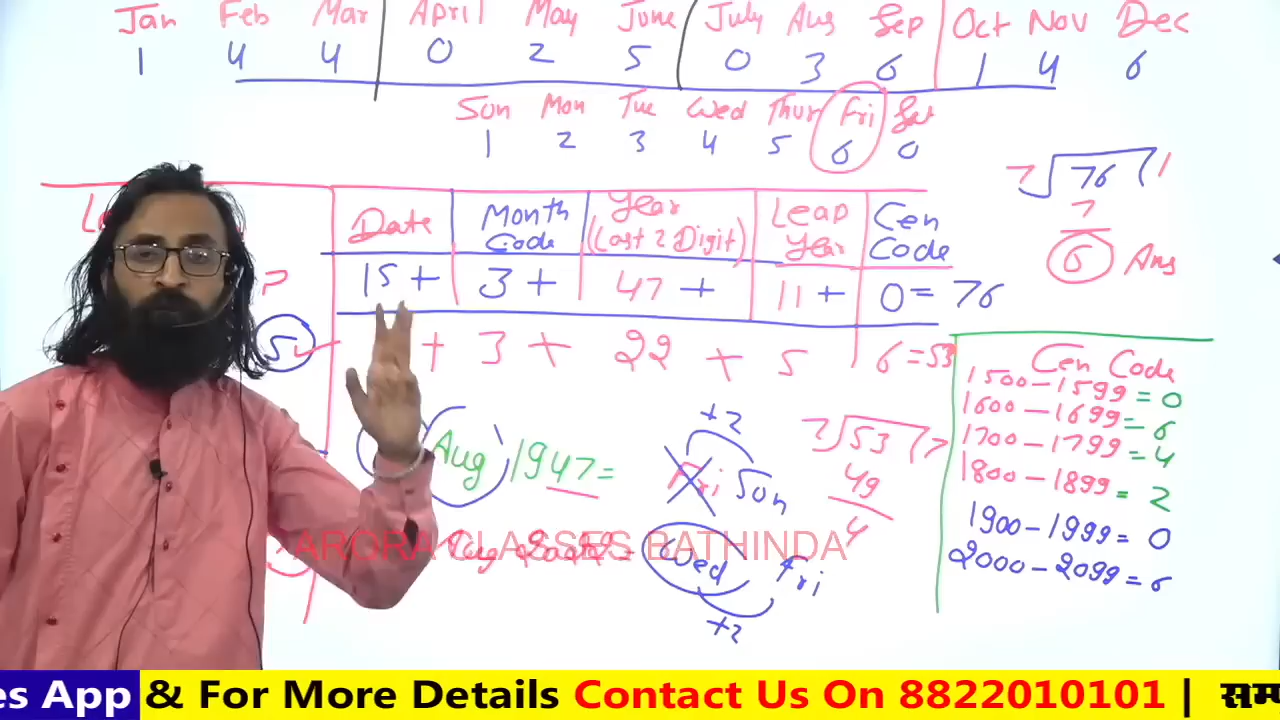 Jan Feb Mar April May June July Aug Sep Oct Nov Dec
1 4 4 0 2 5 0 3 6 1 4 6
Sun Mon Tue Wed Thur Fri Sat
1 2 3 4 5 6 0
7 76 1
7
6 Ans
Date Month Code Year (Last 2 Digit) Leap Year Cen Code
15 + 3 + 47 + 11 + 0 = 76
5 + 3 + 22 + 5 6 = 53
Aug 1947 =
Fri Sun
+2
7 53 7
49
4
Aug = Wed Fri
+2
Cen Code
1500 - 1599 = 0
1600 - 1699 = 6
1700 - 1799 = 4
1800 - 1899 = 2
1900 - 1999 = 0
2000 - 2099 = 6
ARORA CLASSES BATHINDA
es App & For More Details Contact Us On 8822010101 | सम्प